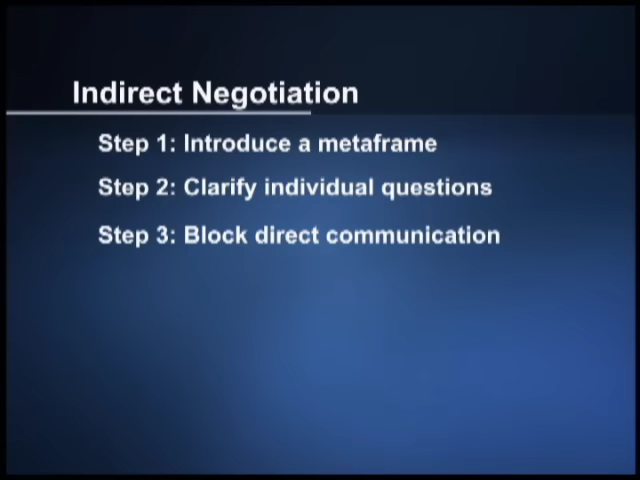 Indirect Negotiation
Step 1: Introduce a metaframe
Step 2: Clarify individual questions
Step 3: Block direct communication